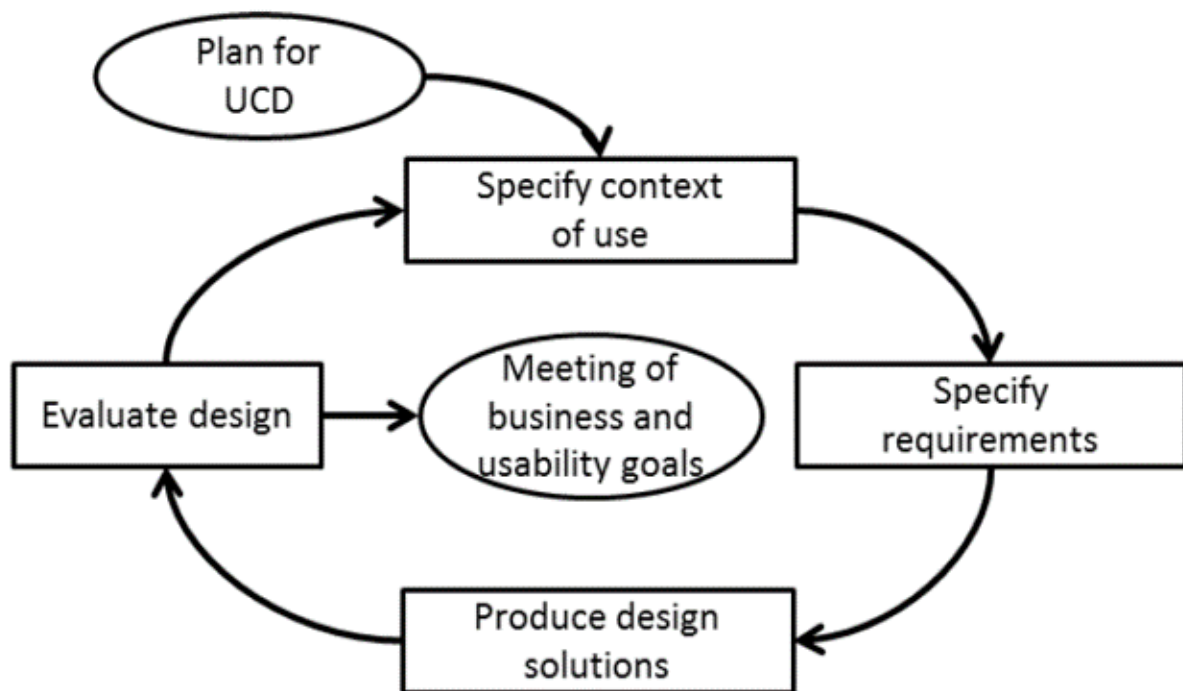 Plan for
UCD
Specify context
of use
Evaluate design
Meeting of
business and
usability goals
Specify
requirements
Produce design
solutions